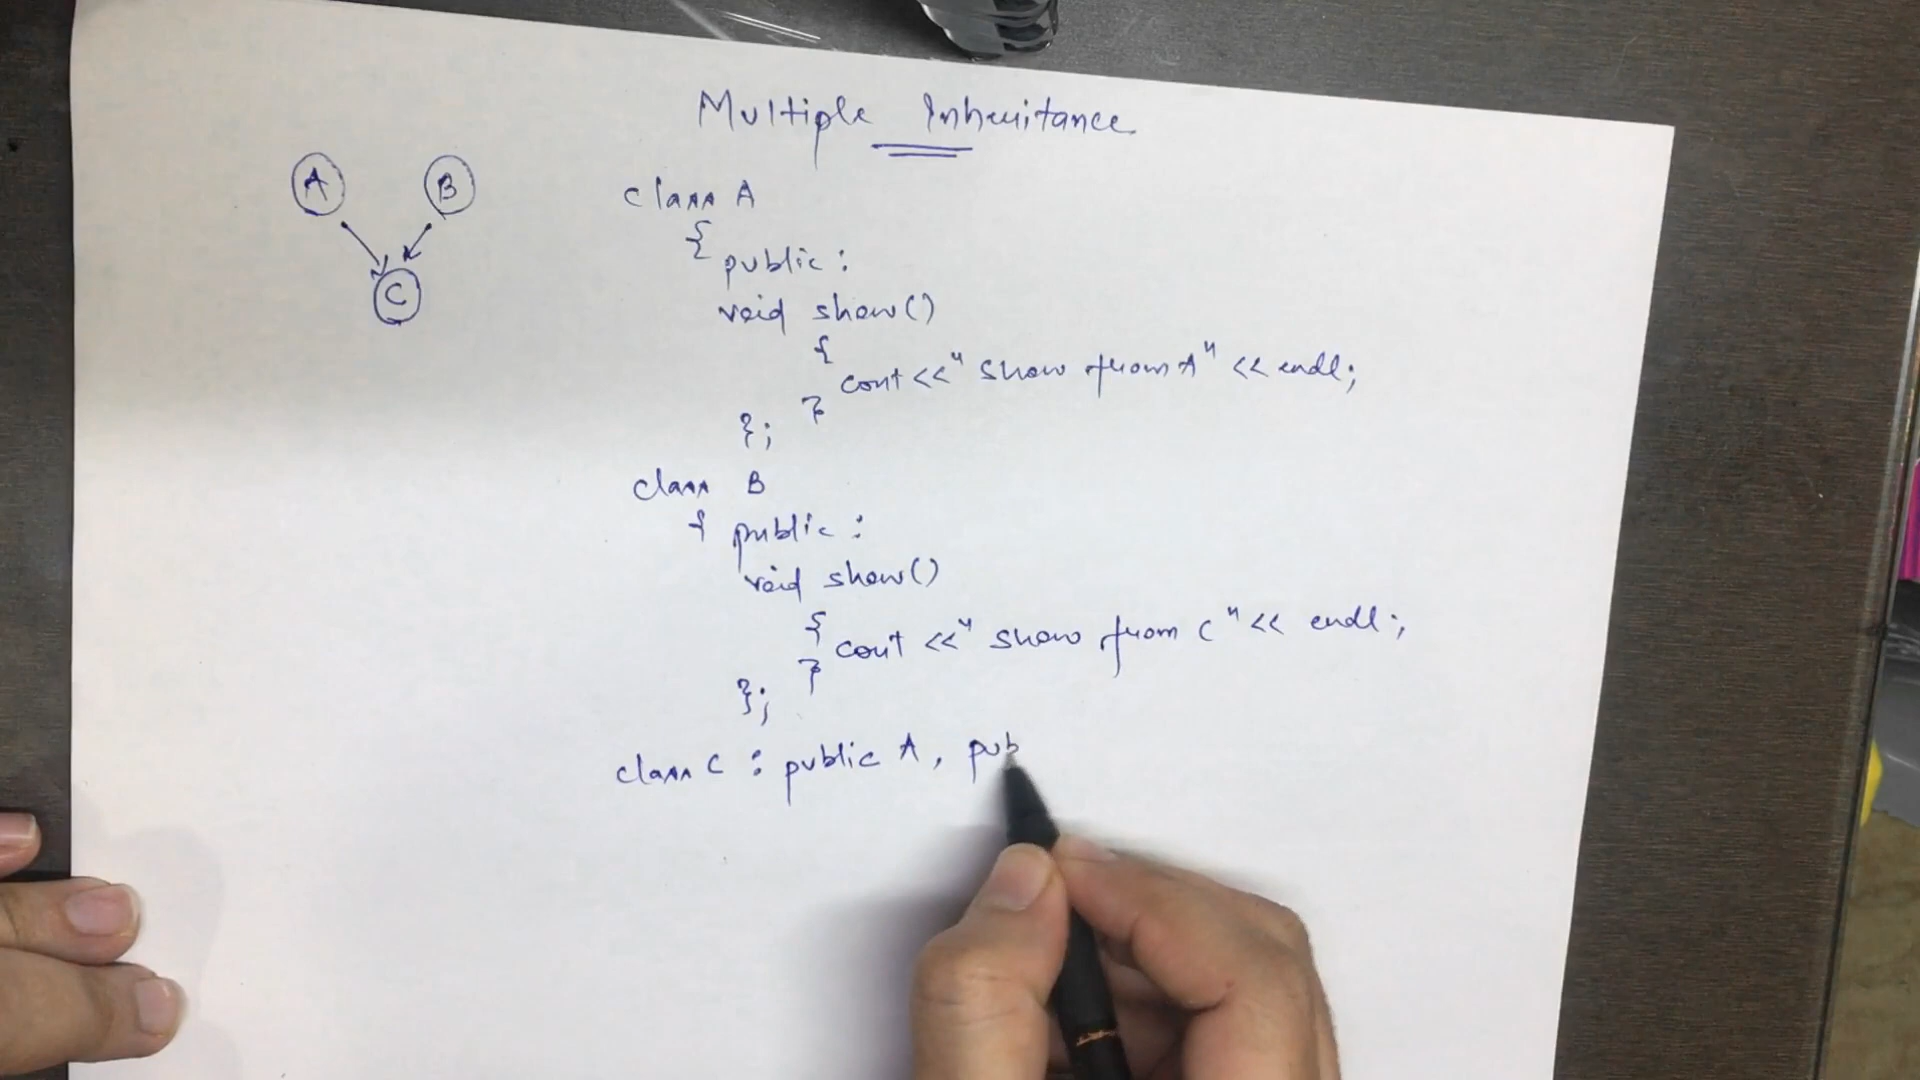 Multiple Inheritance
A B
C
class A
{
public:
void show()
{
cout<<"show from A" << endl;
}
};
class B
{ public:
void show()
{
cout <<"show from C" << endl;
}
};
class C : public A, pub